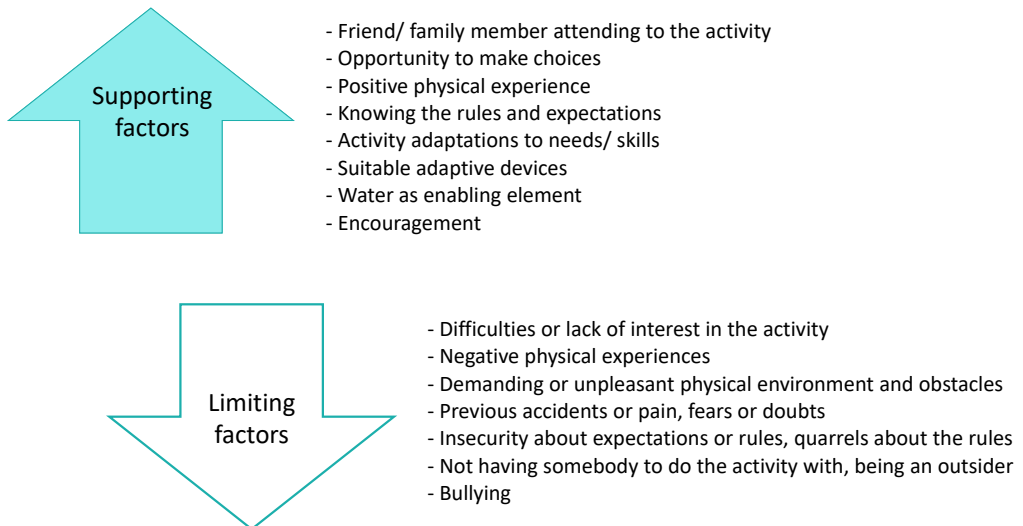 Supporting
factors
- Friend/ family member attending to the activity
- Opportunity to make choices
- Positive physical experience
- Knowing the rules and expectations
- Activity adaptations to needs/ skills
- Suitable adaptive devices
- Water as enabling element
- Encouragement
Limiting
factors
- Difficulties or lack of interest in the activity
- Negative physical experiences
- Demanding or unpleasant physical environment and obstacles
- Previous accidents or pain, fears or doubts
- Insecurity about expectations or rules, quarrels about the rules
- Not having somebody to do the activity with, being an outsider
- Bullying